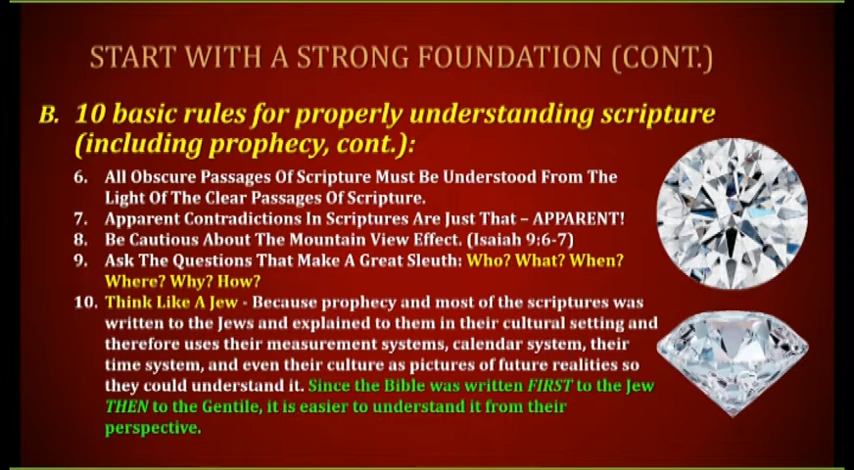 START WITH A STRONG FOUNDATION (CONT.)
B. 10 basic rules for properly understanding scripture
(including prophecy, cont.):
6. All Obscure Passages Of Scripture Must Be Understood From The
Light Of The Clear Passages Of Scripture.
7. Apparent Contradictions In Scriptures Are Just That – APPARENT!
8. Be Cautious About The Mountain View Effect. (Isaiah 9:6-7)
9. Ask The Questions That Make A Great Sleuth: Who? What? When?
Where? Why? How?
10. Think Like A Jew - Because prophecy and most of the scriptures was
written to the Jews and explained to them in their cultural setting and
therefore uses their measurement systems, calendar system, their
time system, and even their culture as pictures of future realities so
they could understand it. Since the Bible was written FIRST to the Jew
THEN to the Gentile, it is easier to understand it from their
perspective.